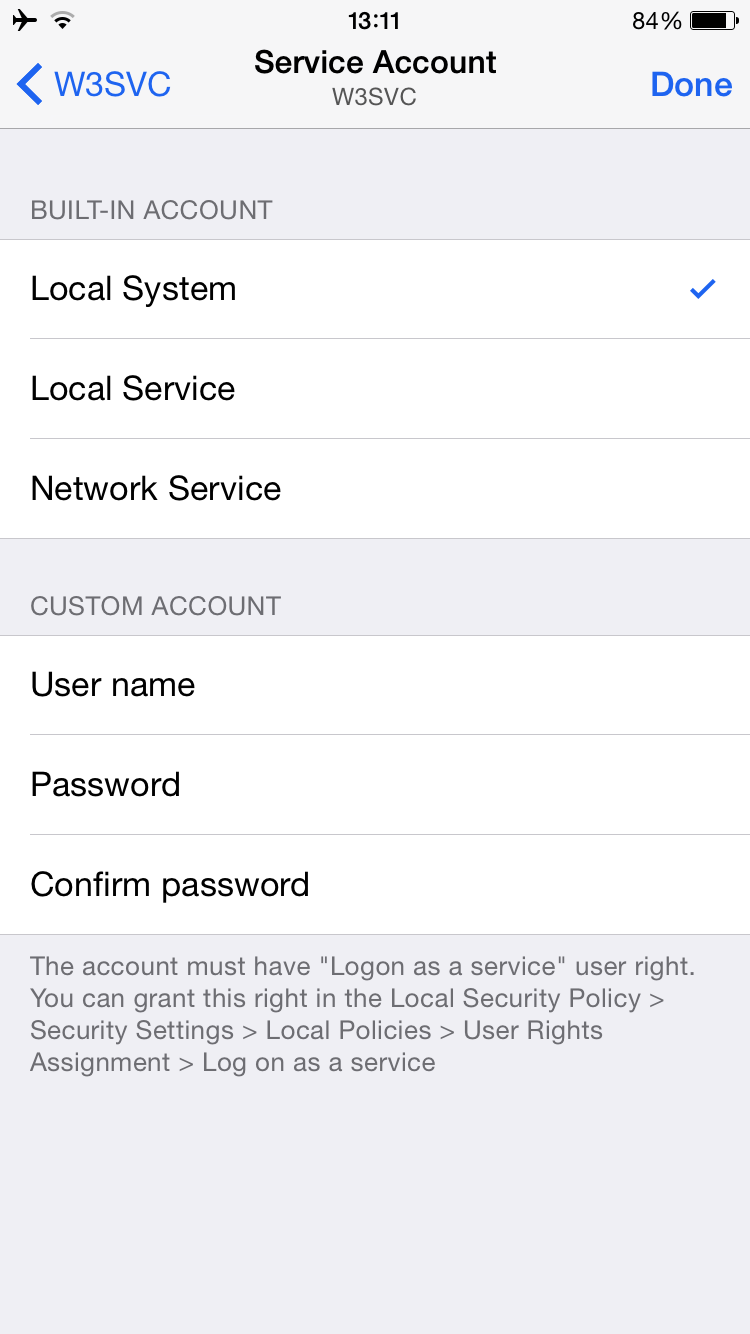 13:11
84%
W3SVC
Service Account
W3SVC
Done
BUILT-IN ACCOUNT
Local System
Local Service
Network Service
CUSTOM ACCOUNT
User name
Password
Confirm password
The account must have "Logon as a service" user right.
You can grant this right in the Local Security Policy >
Security Settings > Local Policies > User Rights
Assignment > Log on as a service